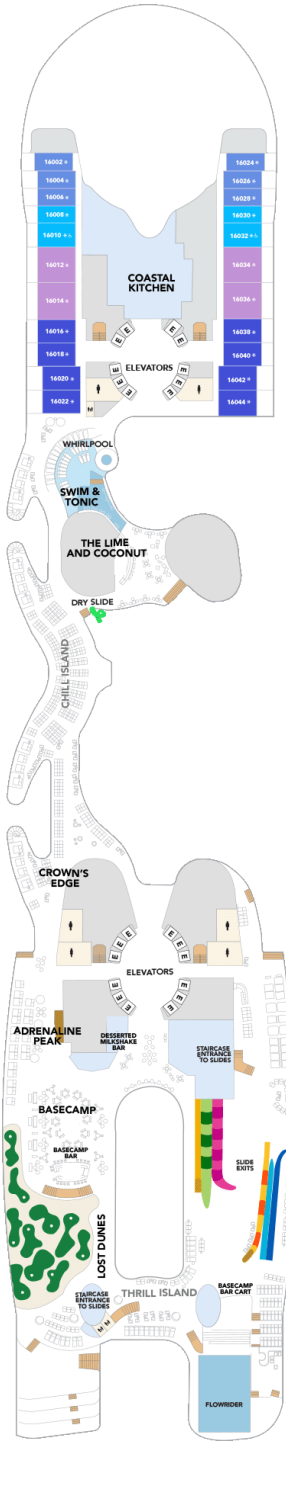 16002 +
16024 +
16004 +
16026 +
16006 +
16028 +
16008 +
16030 +
16010 +
16032 +
16012 +
16034 +
COASTAL
KITCHEN
16014 +
16036 +
16016 +
16038 +
16018 +
16040 +
E E E E E E
ELEVATORS
E E E E E E
16020 +
16042
16022 +
16044
WHIRLPOOL
SWIM &
TONIC
THE LIME
AND COCONUT
DRY SLIDE
CHILL ISLAND
CROWN'S
EDGE
E E E E E E
ELEVATORS
E E E E E E
ADRENALINE
PEAK
DESSERTED
MILKSHAKE
BAR
STAIRCASE
ENTRANCE
TO SLIDES
BASECAMP
BASECAMP
BAR
SLIDE
EXITS
LOST DUNES
STAIRCASE
ENTRANCE
TO SLIDES
THRILL ISLAND
BASECAMP
BAR CART
FLOWRIDER